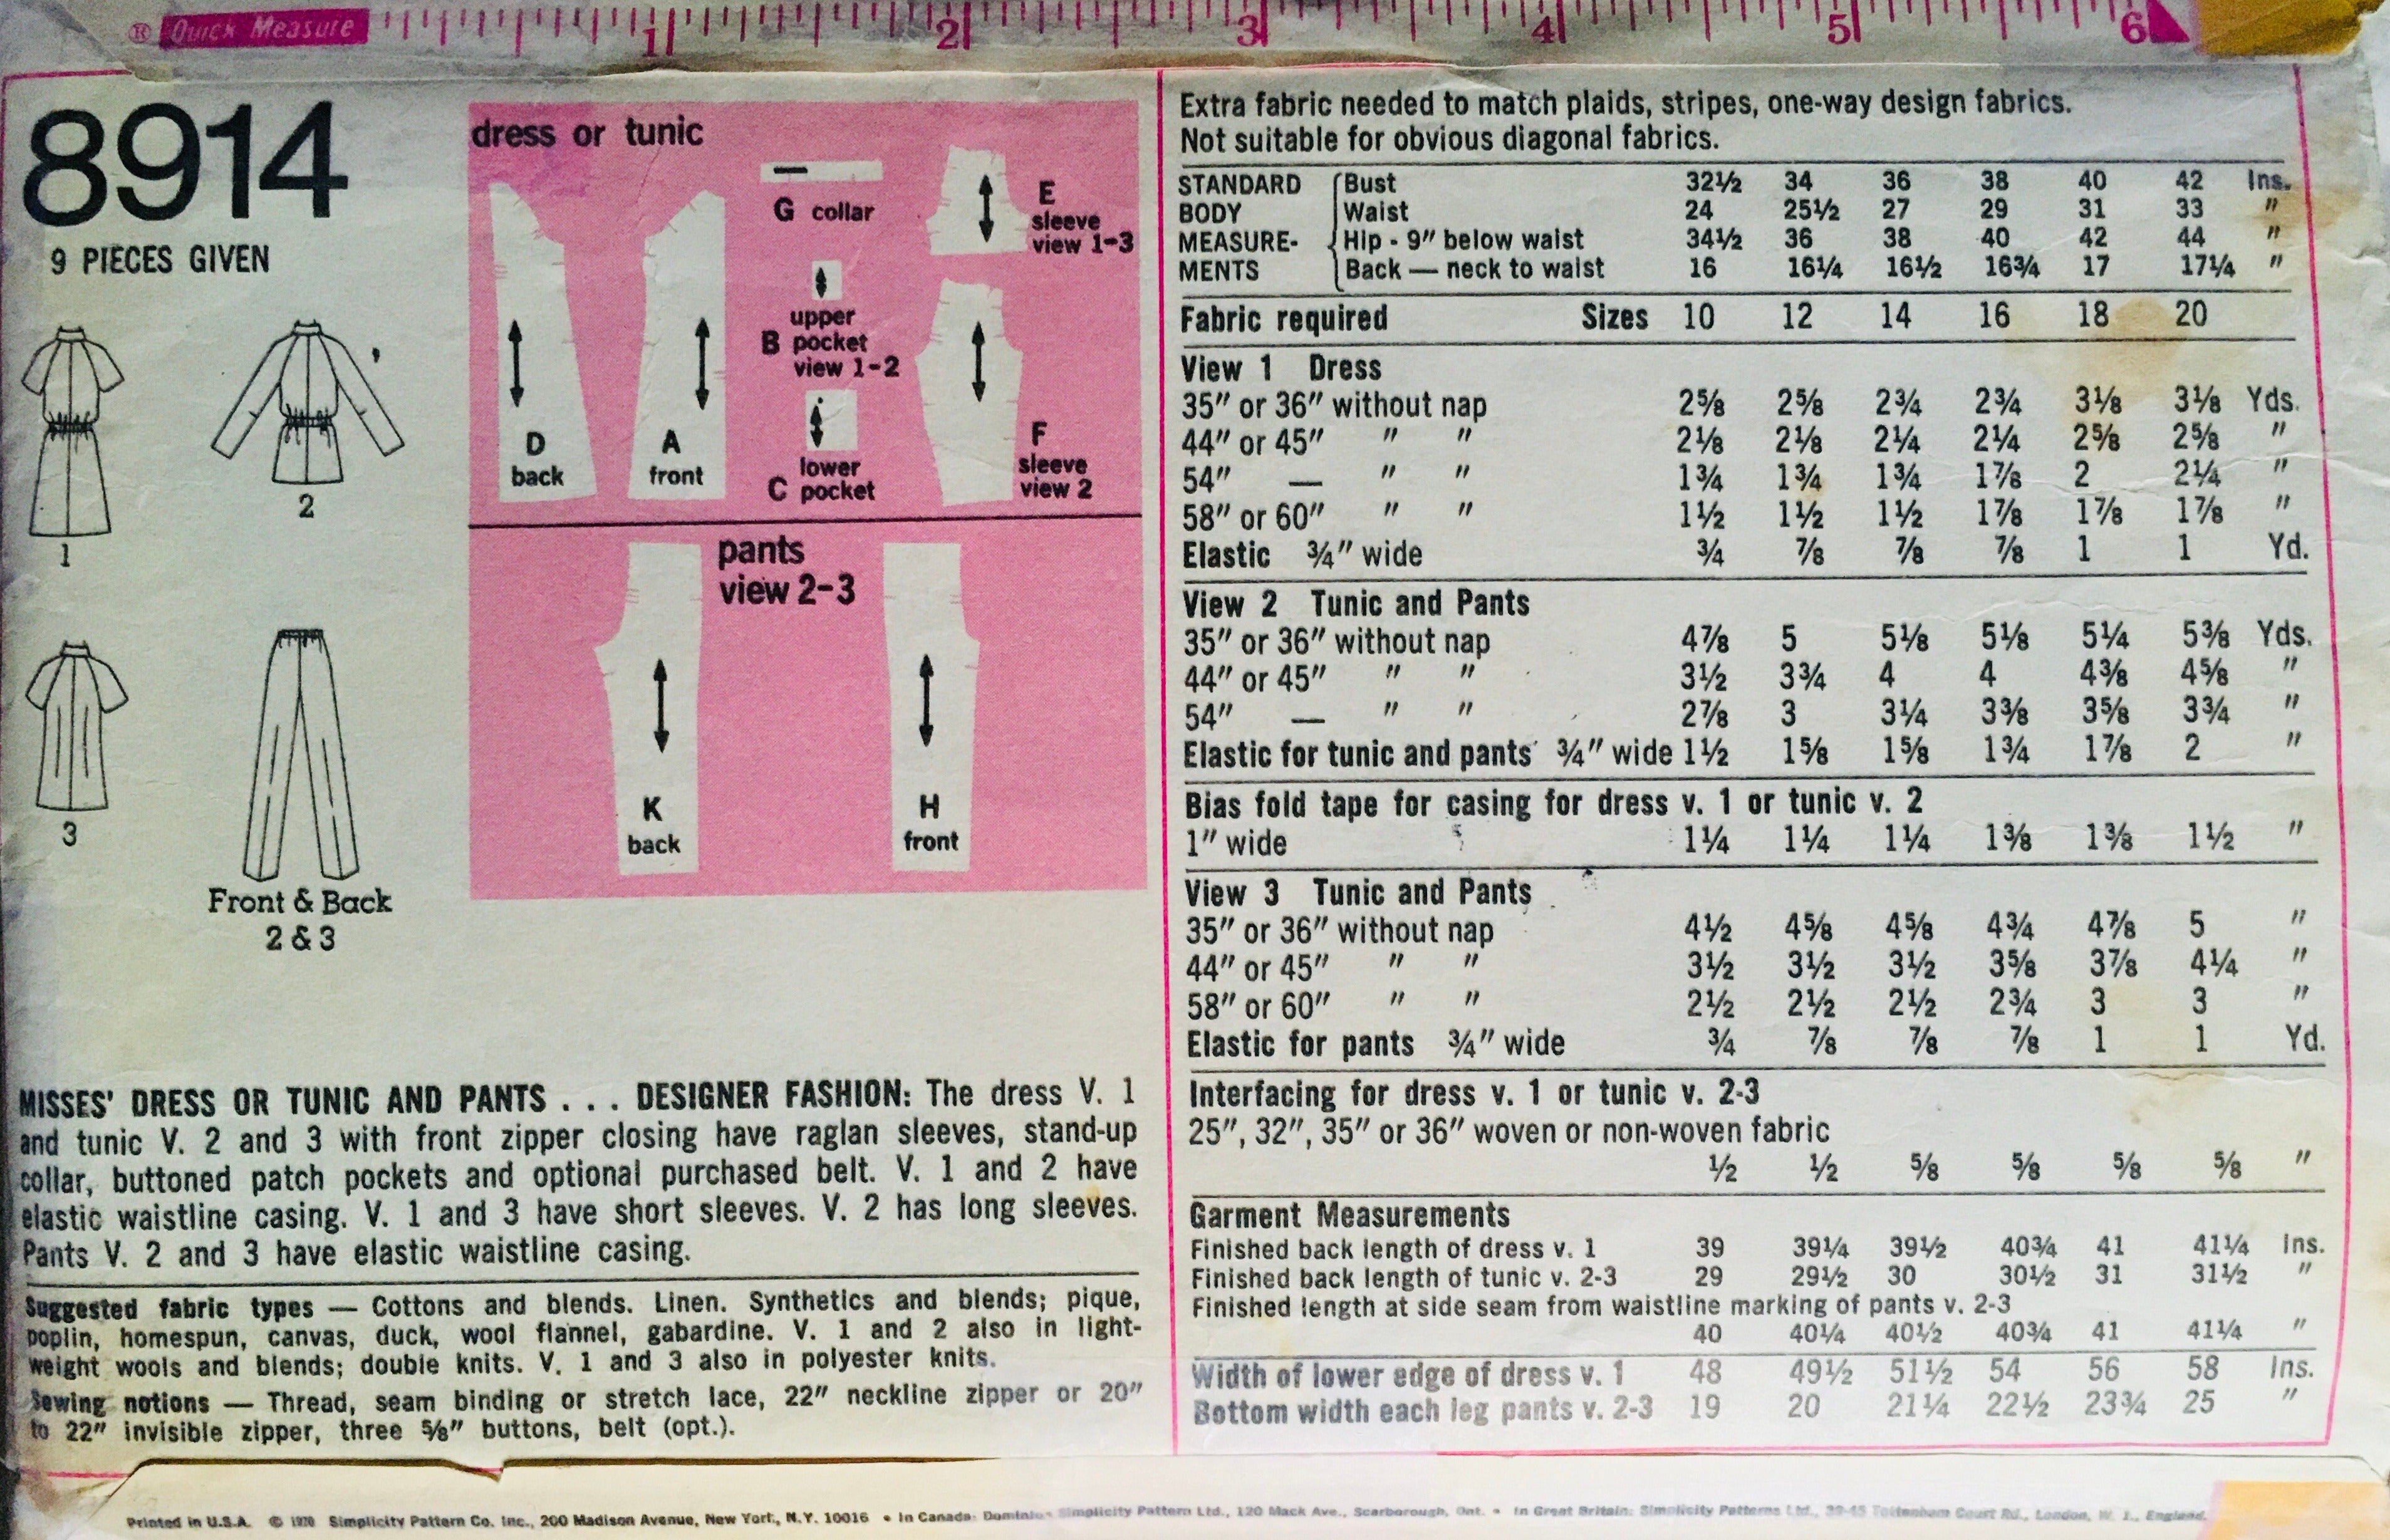 ® Quick Measure 1 2 3 4 5 6
8914
9 PIECES GIVEN
1
2
3
Front & Back
2 & 3
dress or tunic
D
back
A
front
G collar
upper
B pocket
view 1-2
lower
C pocket
E
sleeve
view 1-3
F
sleeve
view 2
pants
view 2-3
K
back
H
front
MISSES' DRESS OR TUNIC AND PANTS . . . DESIGNER FASHION: The dress V. 1
and tunic V. 2 and 3 with front zipper closing have raglan sleeves, stand-up
collar, buttoned patch pockets and optional purchased belt. V. 1 and 2 have
elastic waistline casing. V. 1 and 3 have short sleeves. V. 2 has long sleeves.
Pants V. 2 and 3 have elastic waistline casing.
Suggested fabric types — Cottons and blends. Linen. Synthetics and blends; pique,
poplin, homespun, canvas, duck, wool flannel, gabardine. V. 1 and 2 also in light-
weight wools and blends; double knits. V. 1 and 3 also in polyester knits.
Sewing notions — Thread, seam binding or stretch lace, 22" neckline zipper or 20"
to 22" invisible zipper, three ⅝" buttons, belt (opt.).
Extra fabric needed to match plaids, stripes, one-way design fabrics.
Not suitable for obvious diagonal fabrics.
STANDARD Bust 32½ 34 36 38 40 42 Ins.
BODY Waist 24 25½ 27 29 31 33 "
MEASURE- Hip - 9" below waist 34½ 36 38 40 42 44 "
MENTS Back — neck to waist 16 16¼ 16½ 16¾ 17 17¼ "
Fabric required Sizes 10 12 14 16 18 20
View 1 Dress
35" or 36" without nap 2⅝ 2⅝ 2¾ 2¾ 3⅛ 3⅛ Yds.
44" or 45" " " 2⅛ 2⅛ 2¼ 2¼ 2⅝ 2⅝ "
54" — " " 1¾ 1¾ 1¾ 1⅞ 2 2¼ "
58" or 60" " " 1½ 1½ 1½ 1⅞ 1⅞ 1⅞ "
Elastic ¾" wide ¾ ⅞ ⅞ ⅞ 1 1 Yd.
View 2 Tunic and Pants
35" or 36" without nap 4⅞ 5 5⅛ 5⅛ 5¼ 5⅜ Yds.
44" or 45" " " 3½ 3¾ 4 4 4⅜ 4⅝ "
54" — " " 2⅞ 3 3¼ 3⅜ 3⅝ 3¾ "
Elastic for tunic and pants ¾" wide 1½ 1⅝ 1⅝ 1¾ 1⅞ 2 "
Bias fold tape for casing for dress v. 1 or tunic v. 2
1" wide 1¼ 1¼ 1¼ 1⅜ 1⅜ 1½ "
View 3 Tunic and Pants
35" or 36" without nap 4½ 4⅝ 4⅝ 4¾ 4⅞ 5 "
44" or 45" " " 3½ 3½ 3½ 3⅝ 3⅞ 4¼ "
58" or 60" " " 2½ 2½ 2½ 2¾ 3 3 "
Elastic for pants ¾" wide ¾ ⅞ ⅞ ⅞ 1 1 Yd.
Interfacing for dress v. 1 or tunic v. 2-3
25", 32", 35" or 36" woven or non-woven fabric
½ ½ ⅝ ⅝ ⅝ ⅝ "
Garment Measurements
Finished back length of dress v. 1 39 39¼ 39½ 40¾ 41 41¼ Ins.
Finished back length of tunic v. 2-3 29 29½ 30 30½ 31 31½ "
Finished length at side seam from waistline marking of pants v. 2-3
40 40¼ 40½ 40¾ 41 41¼ "
Width of lower edge of dress v. 1 48 49½ 51½ 54 56 58 Ins.
Bottom width each leg pants v. 2-3 19 20 21¼ 22½ 23¾ 25 "
Printed in U.S.A. © 1970 Simplicity Pattern Co. Inc., 200 Madison Avenue, New York, N.Y. 10016 • In Canada: Dominion Simplicity Pattern Ltd., 120 Mack Ave., Scarborough, Ont. • In Great Britain: Simplicity Patterns Ltd., 39-45 Tottenham Court Rd., London, W. 1., England.